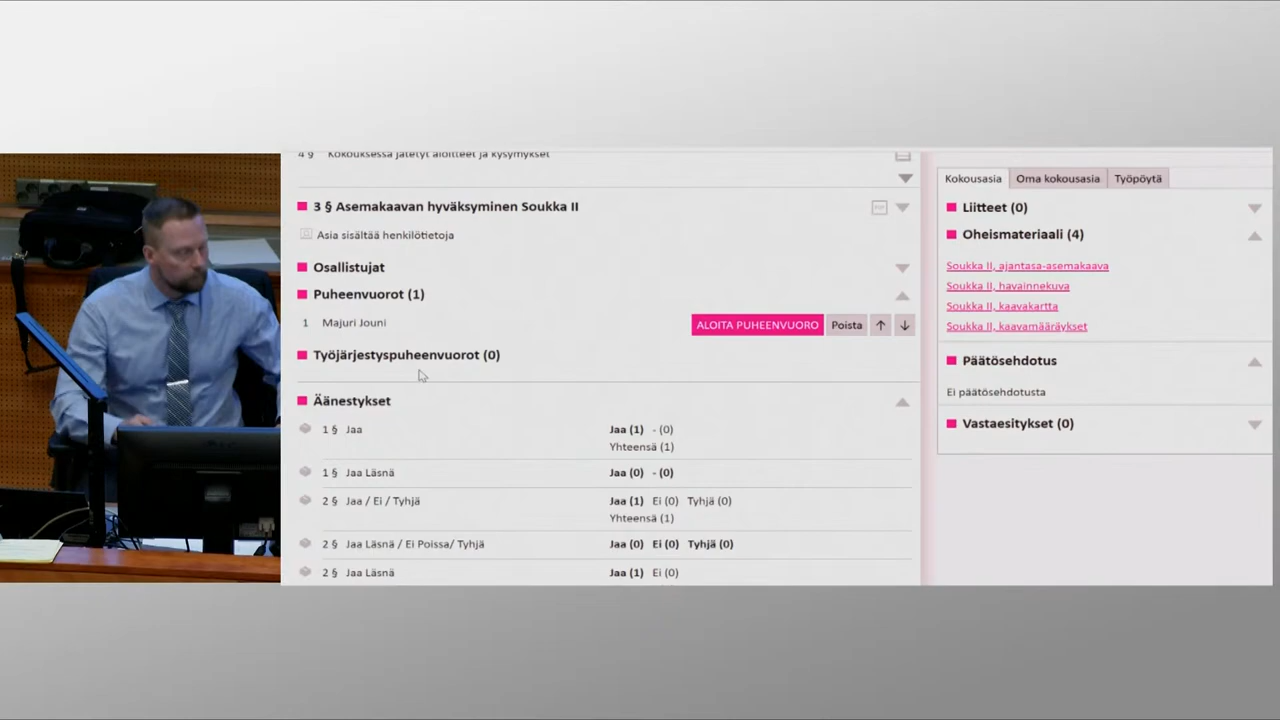 4 § Kokouksessa jätetyt aloitteet ja kysymykset
3 § Asemakaavan hyväksyminen Soukka II
Asia sisältää henkilötietoja
Osallistujat
Puheenvuorot (1)
1 Majuri Jouni
ALOITA PUHEENVUORO Poista
Työjärjestyspuheenvuorot (0)
Äänestykset
1 § Jaa Jaa (1) - (0)
Yhteensä (1)
1 § Jaa Läsnä Jaa (0) - (0)
2 § Jaa / Ei / Tyhjä Jaa (1) Ei (0) Tyhjä (0)
Yhteensä (1)
2 § Jaa Läsnä / Ei Poissa/ Tyhjä Jaa (0) Ei (0) Tyhjä (0)
2 § Jaa Läsnä Jaa (1) Ei (0)
Kokousasia Oma kokousasia Työpöytä
Liitteet (0)
Oheismateriaali (4)
Soukka II, ajantasa-asemakaava
Soukka II, havainnekuva
Soukka II, kaavakartta
Soukka II, kaavamääräykset
Päätösehdotus
Ei päätösehdotusta
Vastaesitykset (0)